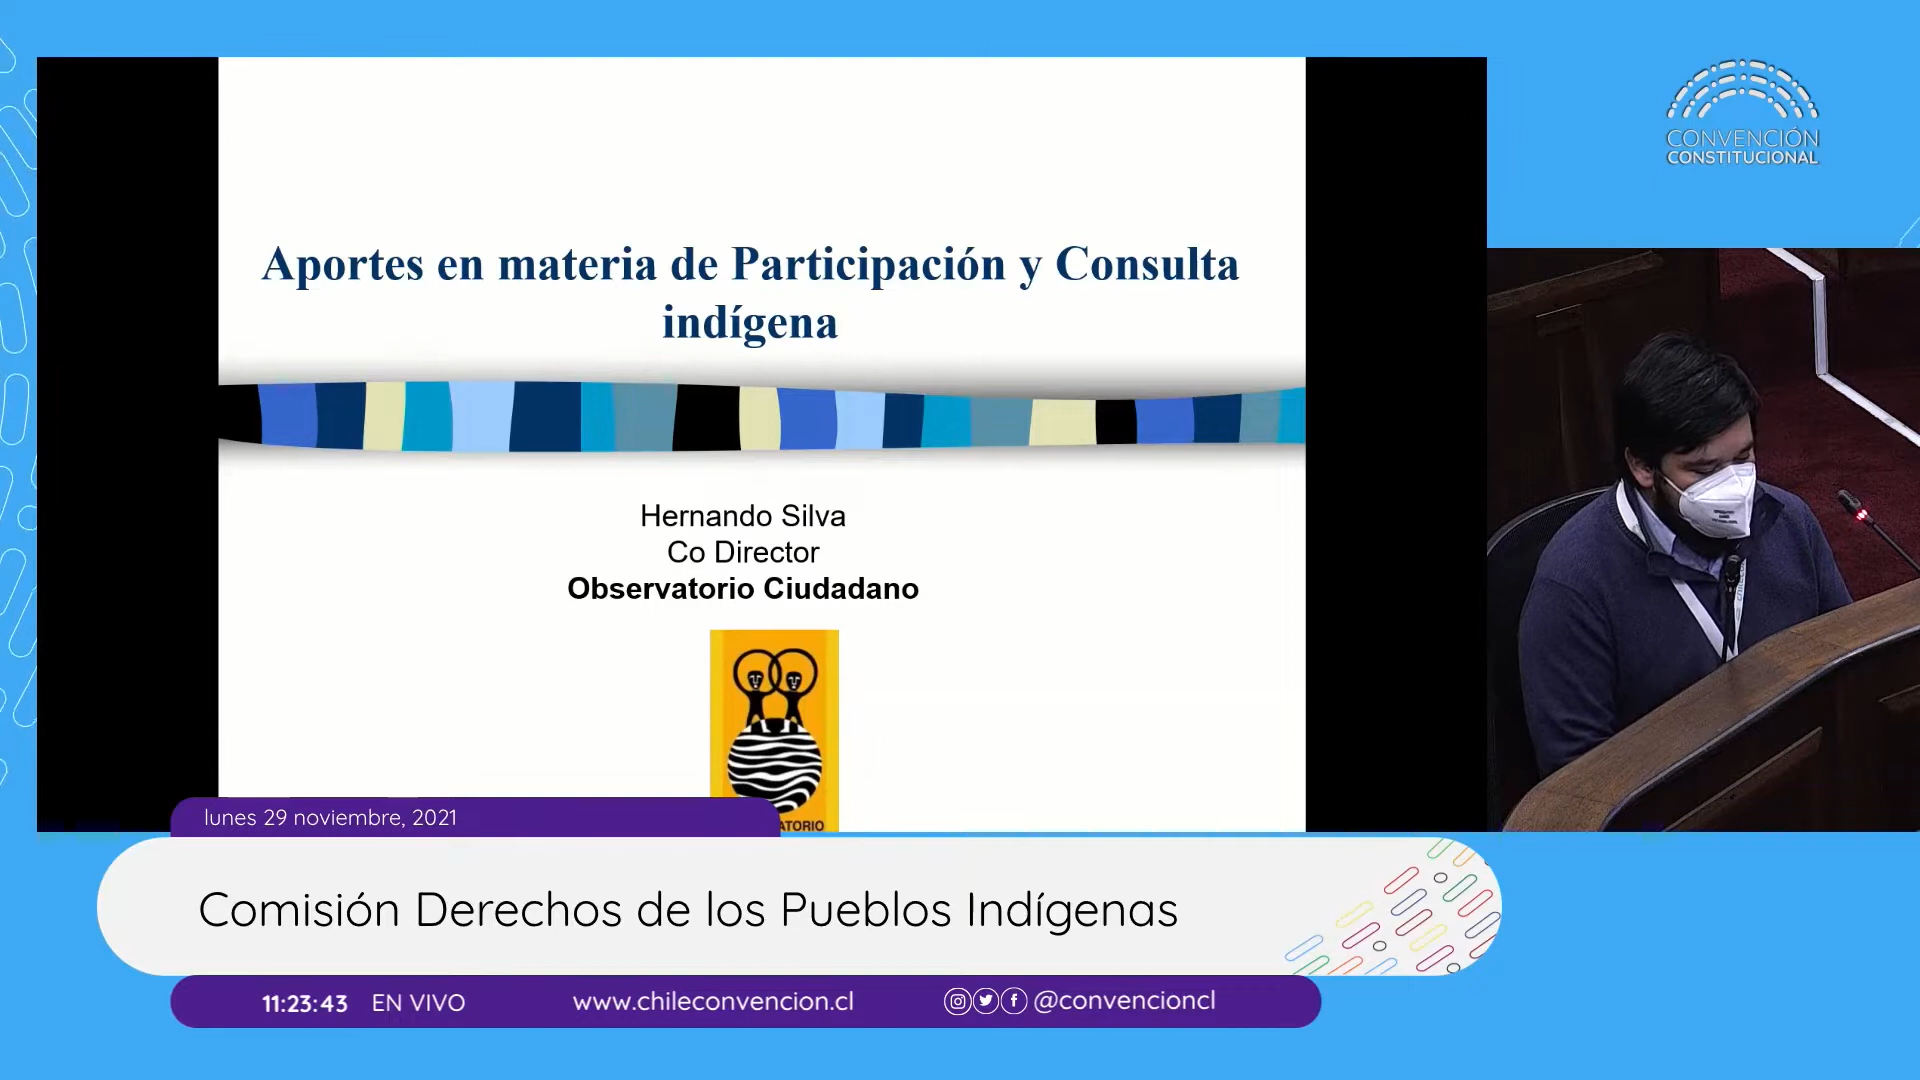 CONVENCIÓN
CONSTITUCIONAL
Aportes en materia de Participación y Consulta
indígena
Hernando Silva
Co Director
Observatorio Ciudadano
lunes 29 noviembre, 2021
Comisión Derechos de los Pueblos Indígenas
11:23:43 EN VIVO www.chileconvencion.cl @convencioncl